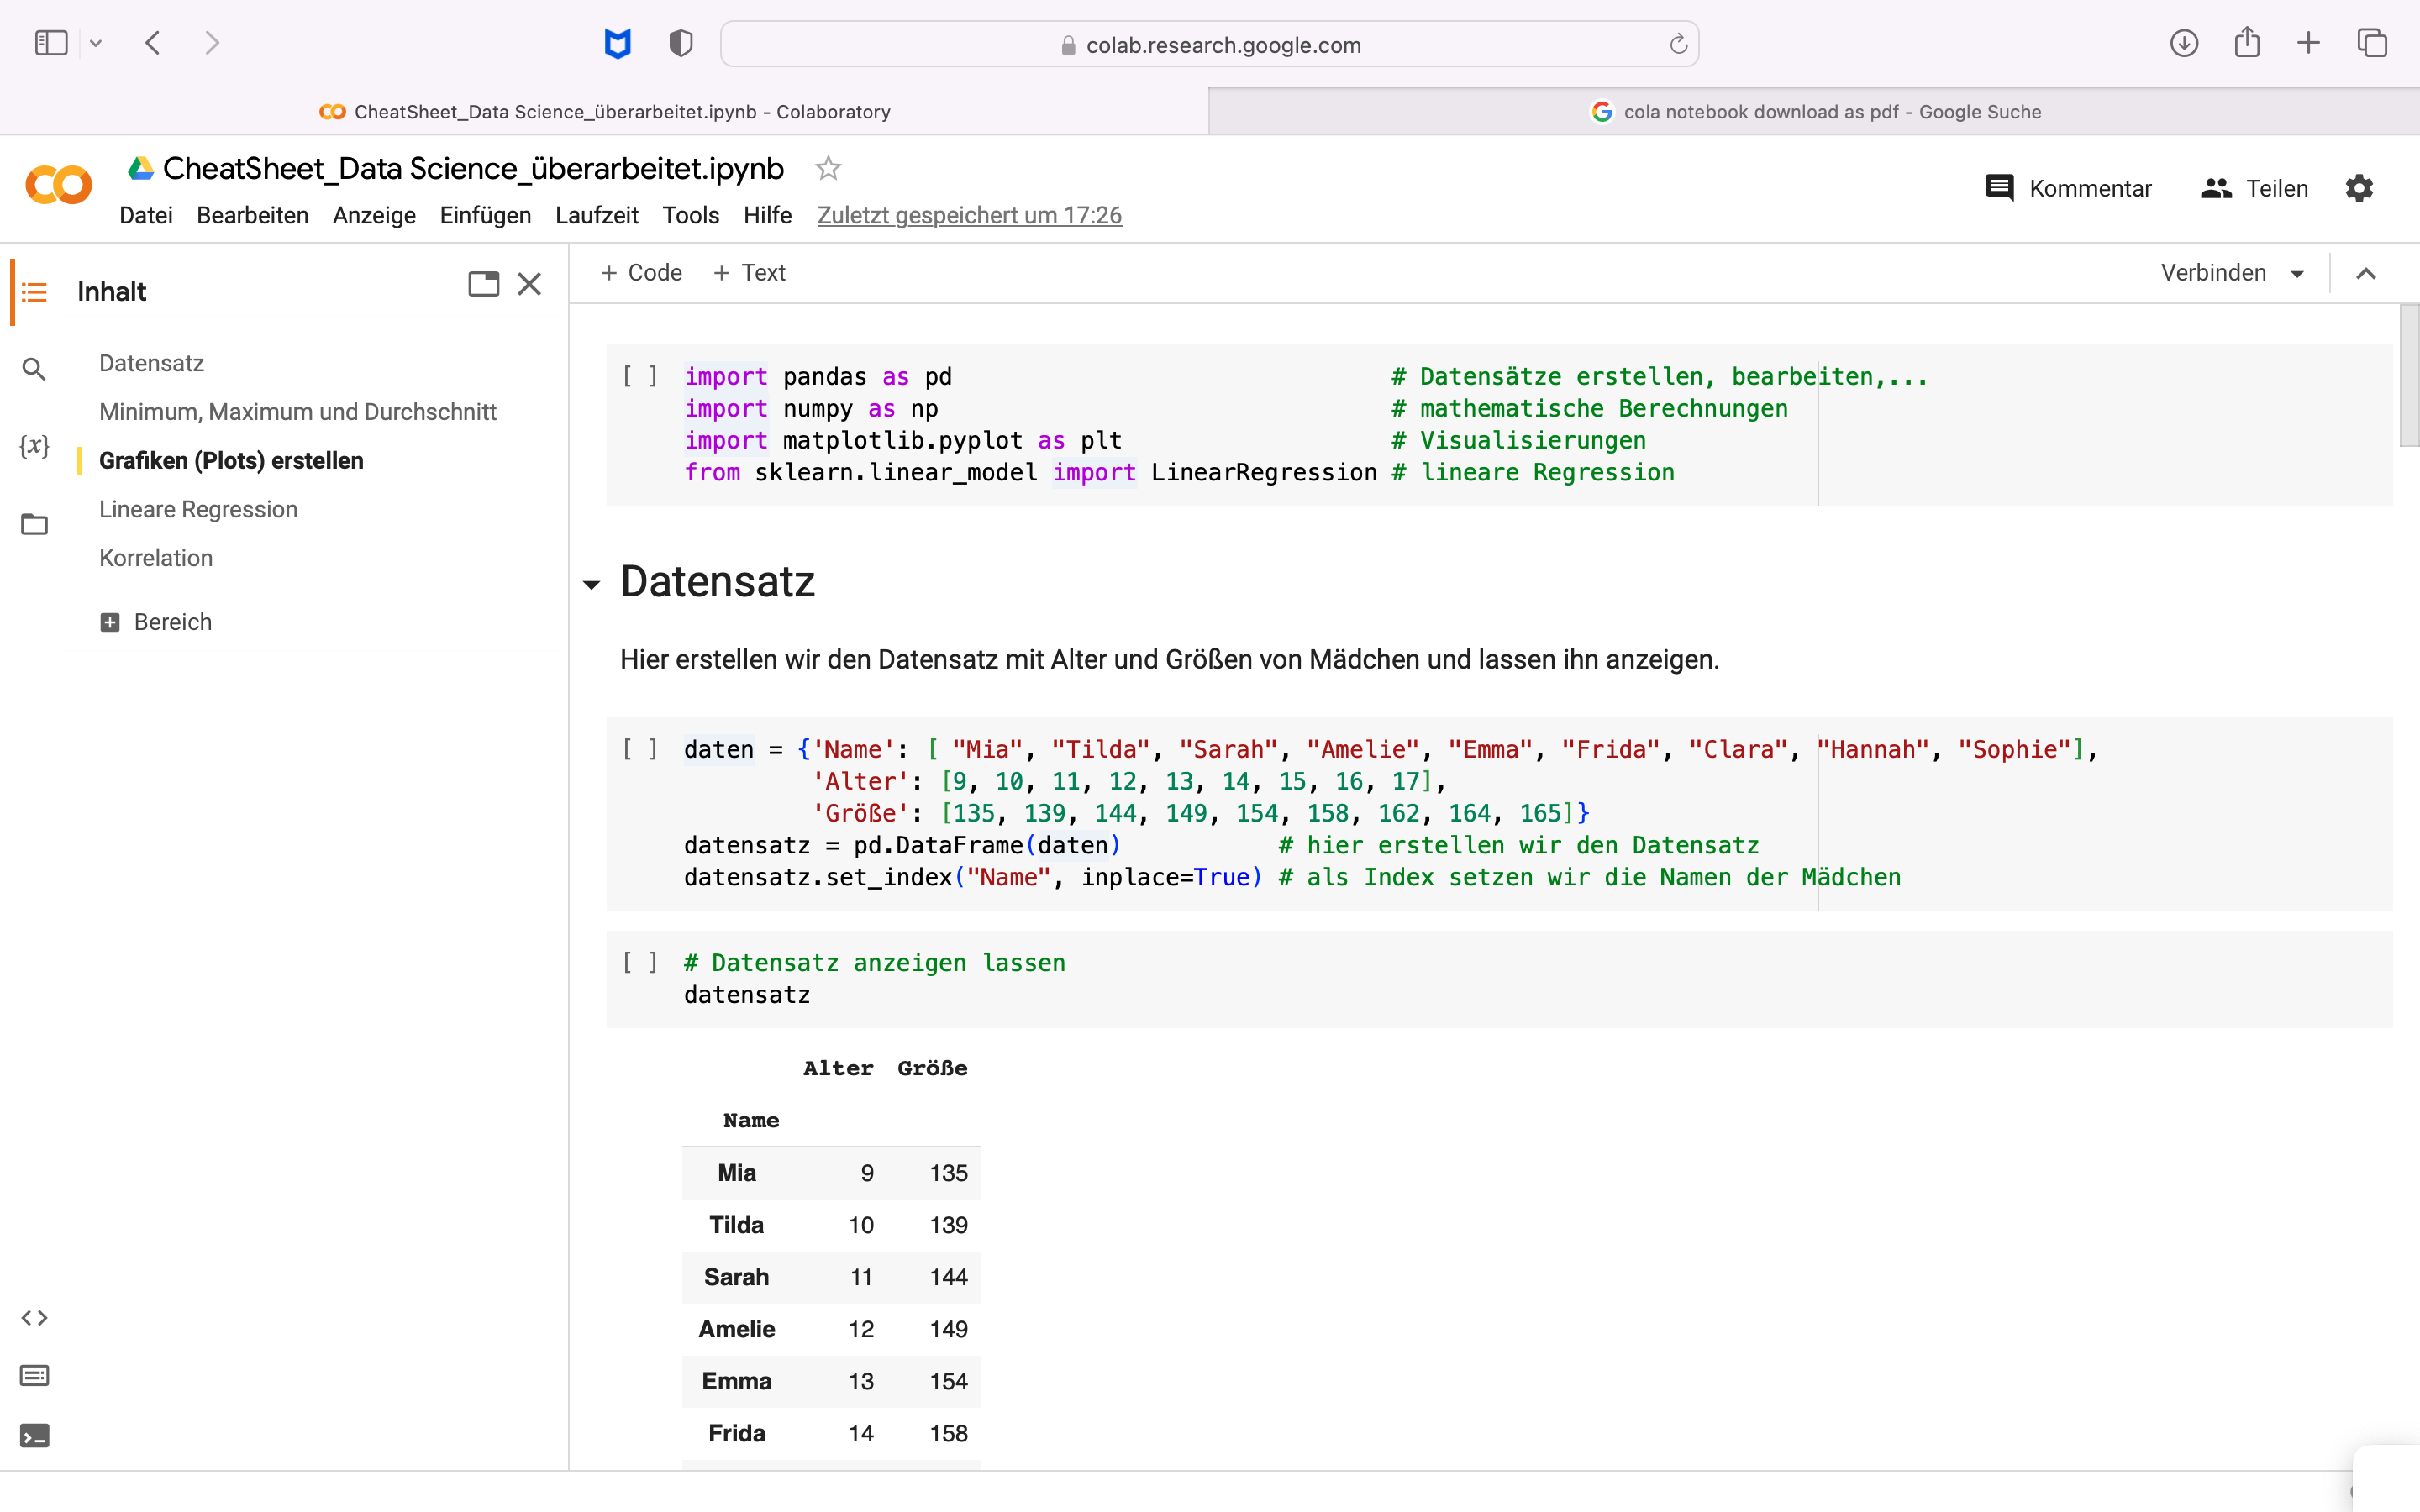 colab.research.google.com
CheatSheet_Data Science_überarbeitet.ipynb - Colaboratory
cola notebook download as pdf - Google Suche
CheatSheet_Data Science_überarbeitet.ipynb
Kommentar Teilen
Datei Bearbeiten Anzeige Einfügen Laufzeit Tools Hilfe Zuletzt gespeichert um 17:26
Inhalt
+ Code + Text
Verbinden
Datensatz
Minimum, Maximum und Durchschnitt
{x}
Grafiken (Plots) erstellen
Lineare Regression
Korrelation
Bereich
[ ] import pandas as pd # Datensätze erstellen, bearbeiten,...
import numpy as np # mathematische Berechnungen
import matplotlib.pyplot as plt # Visualisierungen
from sklearn.linear_model import LinearRegression # lineare Regression
Datensatz
Hier erstellen wir den Datensatz mit Alter und Größen von Mädchen und lassen ihn anzeigen.
[ ] daten = {'Name': [ "Mia", "Tilda", "Sarah", "Amelie", "Emma", "Frida", "Clara", "Hannah", "Sophie"],
'Alter': [9, 10, 11, 12, 13, 14, 15, 16, 17],
'Größe': [135, 139, 144, 149, 154, 158, 162, 164, 165]}
datensatz = pd.DataFrame(daten) # hier erstellen wir den Datensatz
datensatz.set_index("Name", inplace=True) # als Index setzen wir die Namen der Mädchen
[ ] # Datensatz anzeigen lassen
datensatz
Alter Größe
Name
Mia 9 135
Tilda 10 139
Sarah 11 144
Amelie 12 149
Emma 13 154
Frida 14 158